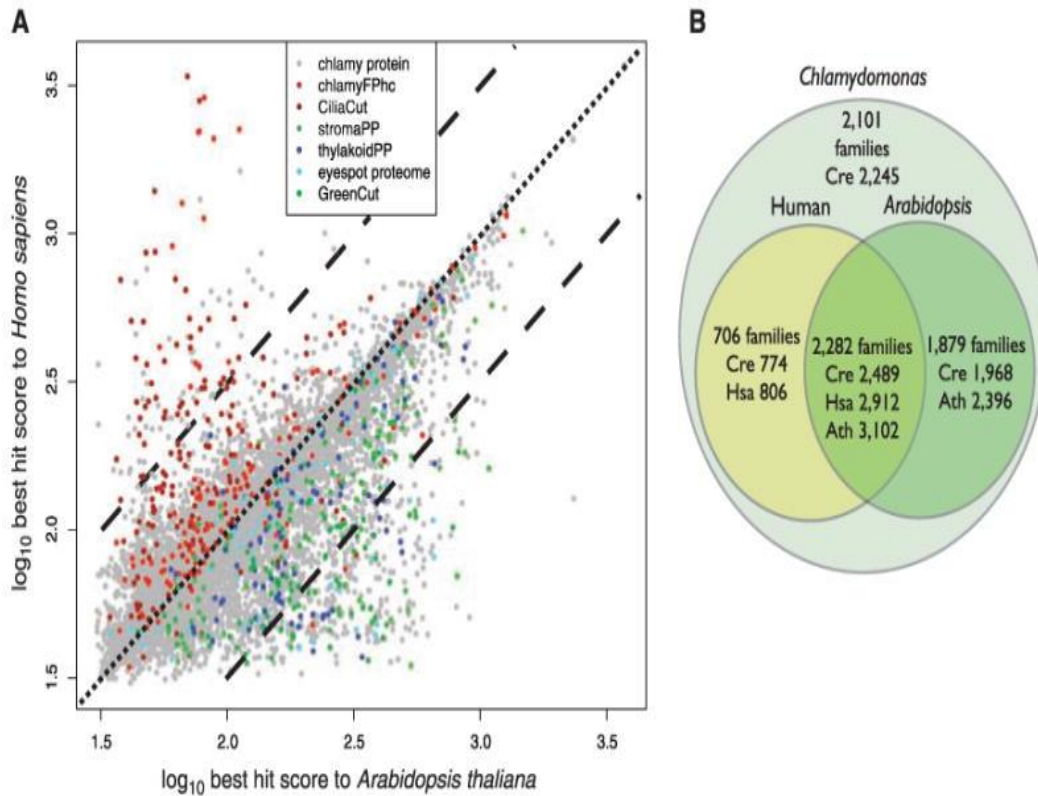 A
B
3.5
3.0
2.5
2.0
1.5
log10 best hit score to Homo sapiens
chlamy protein
chlamyFPhc
CiliaCut
stromaPP
thylakoidPP
eyespot proteome
GreenCut
1.5 2.0 2.5 3.0 3.5
log10 best hit score to Arabidopsis thaliana
Chlamydomonas
2,101
families
Cre 2,245
Human
Arabidopsis
706 families
Cre 774
Hsa 806
2,282 families
Cre 2,489
Hsa 2,912
Ath 3,102
1,879 families
Cre 1,968
Ath 2,396